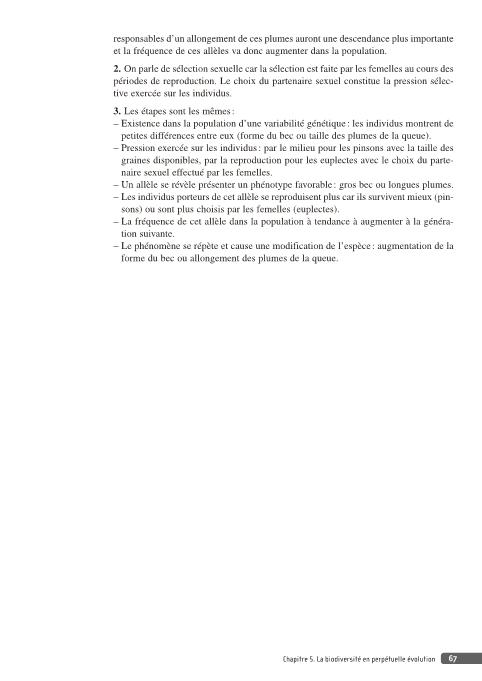 responsables d'un allongement de ces plumes auront une descendance plus importante
et la fréquence de ces allèles va donc augmenter dans la population.
2. On parle de sélection sexuelle car la sélection est faite par les femelles au cours des
périodes de reproduction. Le choix du partenaire sexuel constitue la pression sélec-
tive exercée sur les individus.
3. Les étapes sont les mêmes :
– Existence dans la population d'une variabilité génétique : les individus montrent de
petites différences entre eux (forme du bec ou taille des plumes de la queue).
– Pression exercée sur les individus : par le milieu pour les pinsons avec la taille des
graines disponibles, par la reproduction pour les euplectes avec le choix du parte-
naire sexuel effectué par les femelles.
– Un allèle se révèle présenter un phénotype favorable : gros bec ou longues plumes.
– Les individus porteurs de cet allèle se reproduisent plus car ils survivent mieux (pin-
sons) ou sont plus choisis par les femelles (euplectes).
– La fréquence de cet allèle dans la population à tendance à augmenter à la généra-
tion suivante.
– Le phénomène se répète et cause une modification de l'espèce : augmentation de la
forme du bec ou allongement des plumes de la queue.
Chapitre 5. La biodiversité en perpétuelle évolution 67